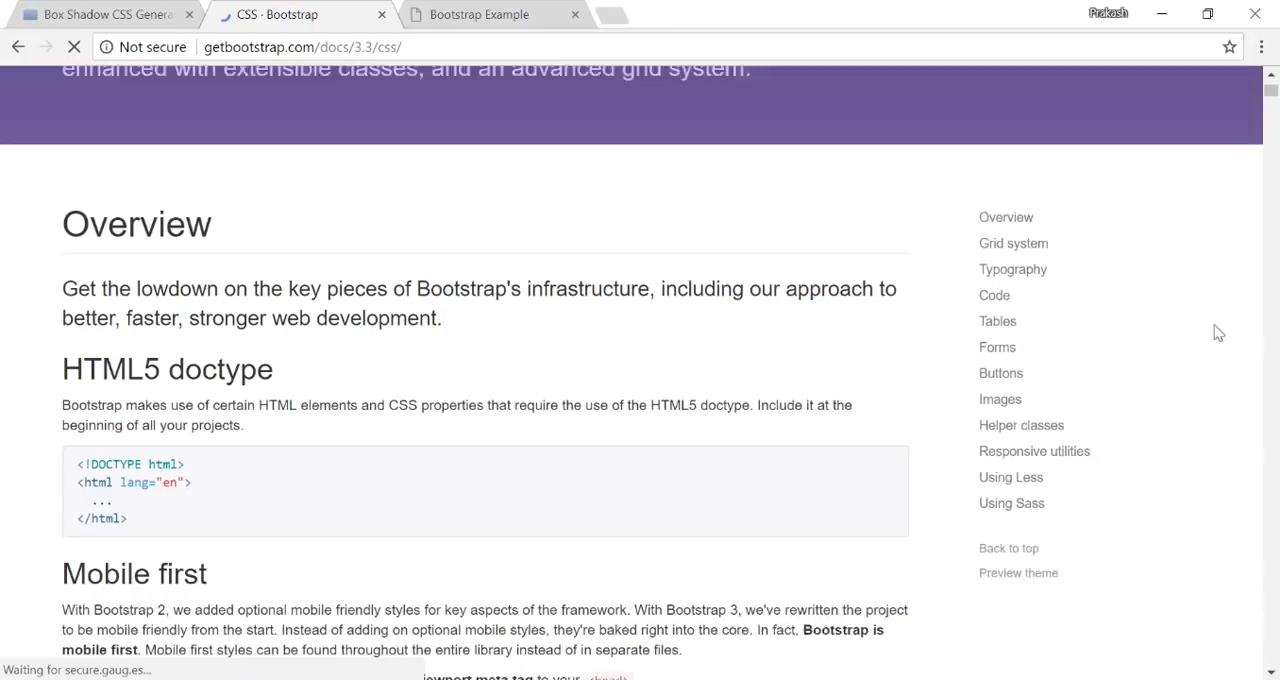 Box Shadow CSS Genera
CSS · Bootstrap
Bootstrap Example
Prakash
Not secure
getbootstrap.com/docs/3.3/css/
enhanced with extensible classes, and an advanced grid system.
Overview
Get the lowdown on the key pieces of Bootstrap's infrastructure, including our approach to
better, faster, stronger web development.
HTML5 doctype
Bootstrap makes use of certain HTML elements and CSS properties that require the use of the HTML5 doctype. Include it at the
beginning of all your projects.
<!DOCTYPE html>
<html lang="en">
...
</html>
Mobile first
With Bootstrap 2, we added optional mobile friendly styles for key aspects of the framework. With Bootstrap 3, we've rewritten the project
to be mobile friendly from the start. Instead of adding on optional mobile styles, they're baked right into the core. In fact, Bootstrap is
mobile first. Mobile first styles can be found throughout the entire library instead of in separate files.
viewport meta tag to your <head>
Overview
Grid system
Typography
Code
Tables
Forms
Buttons
Images
Helper classes
Responsive utilities
Using Less
Using Sass
Back to top
Preview theme
Waiting for secure.gaug.es...